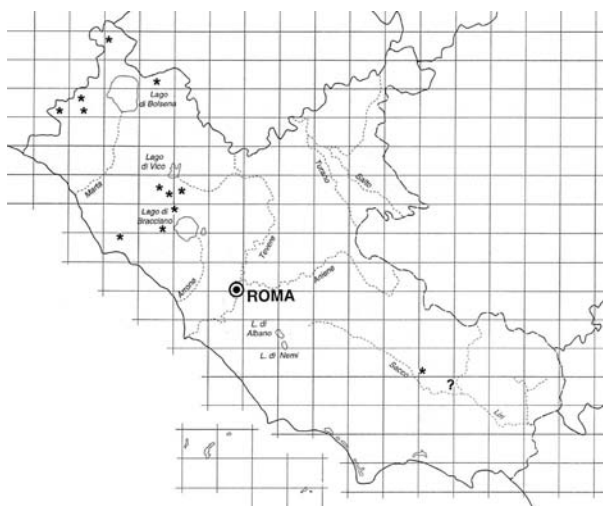 Lago
di Bolsena
Lago
di Vico
Marta
Lago di
Bracciano
Arrone
Tevere
Turano
Salto
Aniene
ROMA
L. di
Albano
L. di Nemi
Sacco
?
Liri